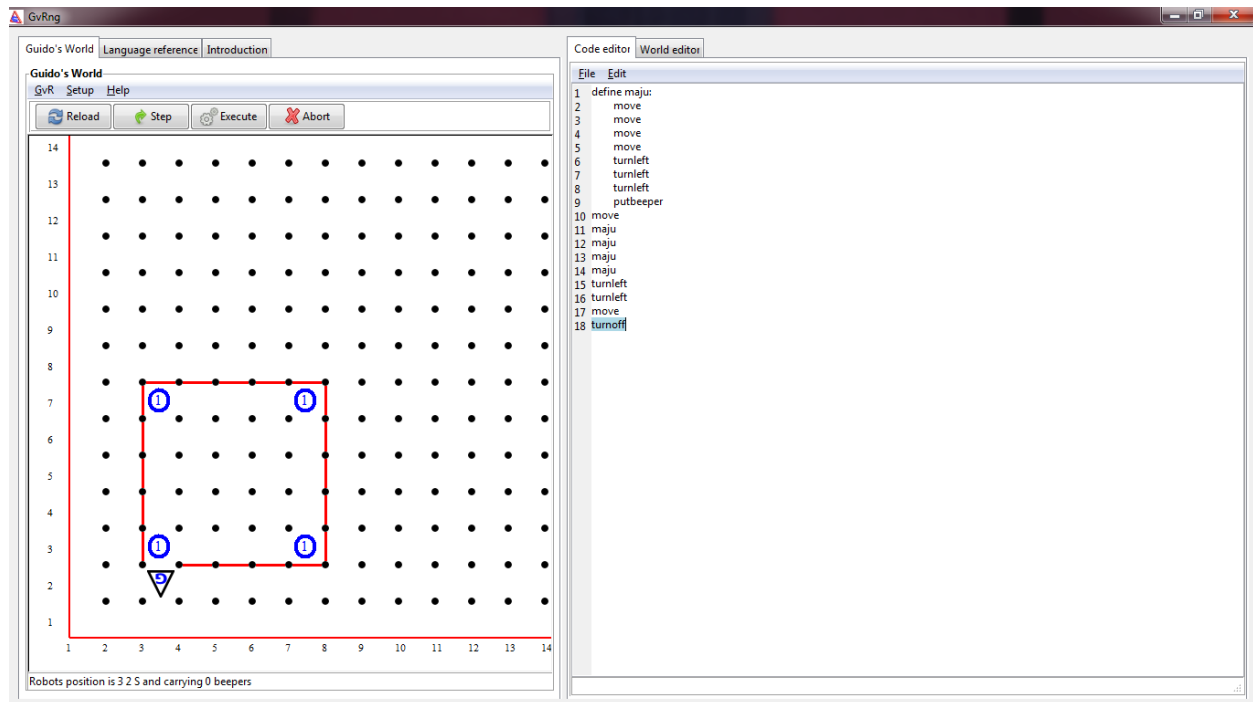 GvRng
Guido's World Language reference Introduction
Guido's World
GvR Setup Help
Reload Step Execute Abort
14
13
12
11
10
9
8
7
6
5
4
3
2
1
1 1
1 1
G
1 2 3 4 5 6 7 8 9 10 11 12 13 14
Robots position is 3 2 S and carrying 0 beepers
Code editor World editor
File Edit
1 define maju:
2 move
3 move
4 move
5 move
6 turnleft
7 turnleft
8 turnleft
9 putbeeper
10 move
11 maju
12 maju
13 maju
14 maju
15 turnleft
16 turnleft
17 move
18 turnoff